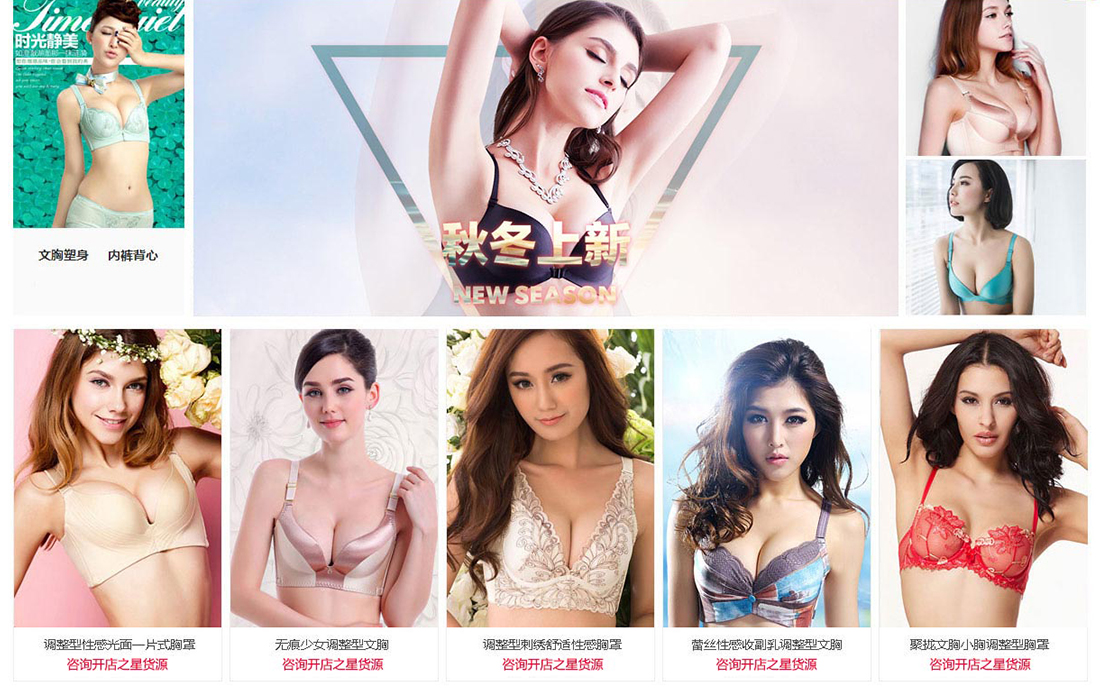 beauty
Time Quiet
时光静美
文胸塑身 内裤背心
秋冬上新
NEW SEASON
调整型性感光面一片式胸罩
咨询开店之星货源
无痕少女调整型文胸
咨询开店之星货源
调整型刺绣舒适性感胸罩
咨询开店之星货源
蕾丝性感收副乳调整型文胸
咨询开店之星货源
聚拢文胸小胸调整型胸罩
咨询开店之星货源